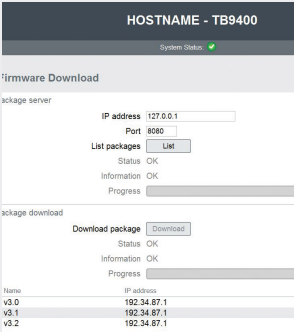 HOSTNAME - TB9400
System Status:
Firmware Download
ackage server
IP address 127.0.0.1
Port 8080
List packages List
Status OK
Information OK
Progress
ackage download
Download package Download
Status OK
Information OK
Progress
Name IP address
v3.0 192.34.87.1
v3.1 192.34.87.1
v3.2 192.34.87.1